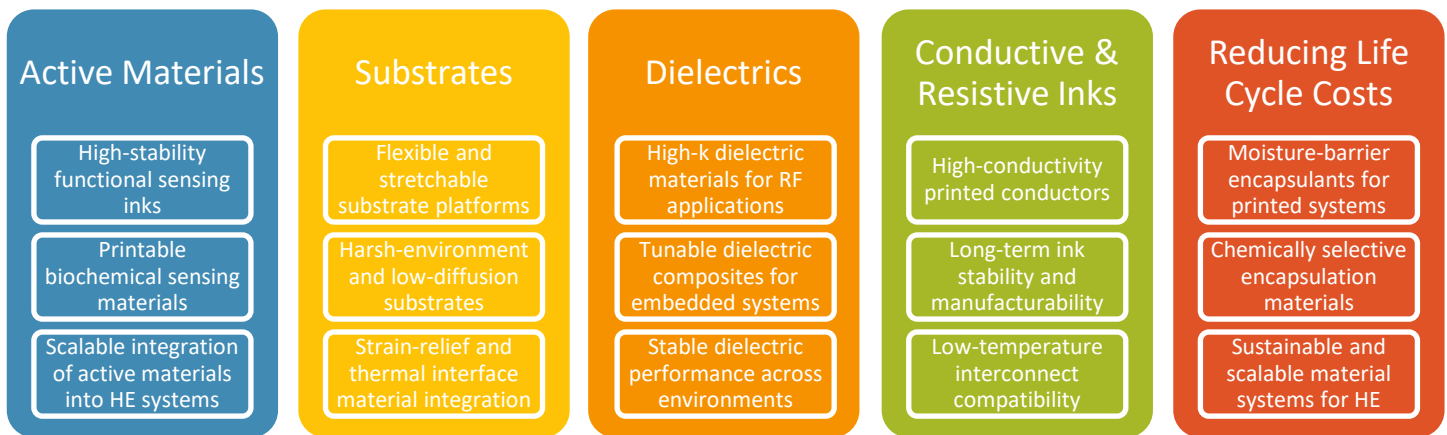 Active Materials
High-stability
functional sensing
inks
Printable
biochemical sensing
materials
Scalable integration
of active materials
into HE systems
Substrates
Flexible and
stretchable
substrate platforms
Harsh-environment
and low-diffusion
substrates
Strain-relief and
thermal interface
material integration
Dielectrics
High-k dielectric
materials for RF
applications
Tunable dielectric
composites for
embedded systems
Stable dielectric
performance across
environments
Conductive &
Resistive Inks
High-conductivity
printed conductors
Long-term ink
stability and
manufacturability
Low-temperature
interconnect
compatibility
Reducing Life
Cycle Costs
Moisture-barrier
encapsulants for
printed systems
Chemically selective
encapsulation
materials
Sustainable and
scalable material
systems for HE